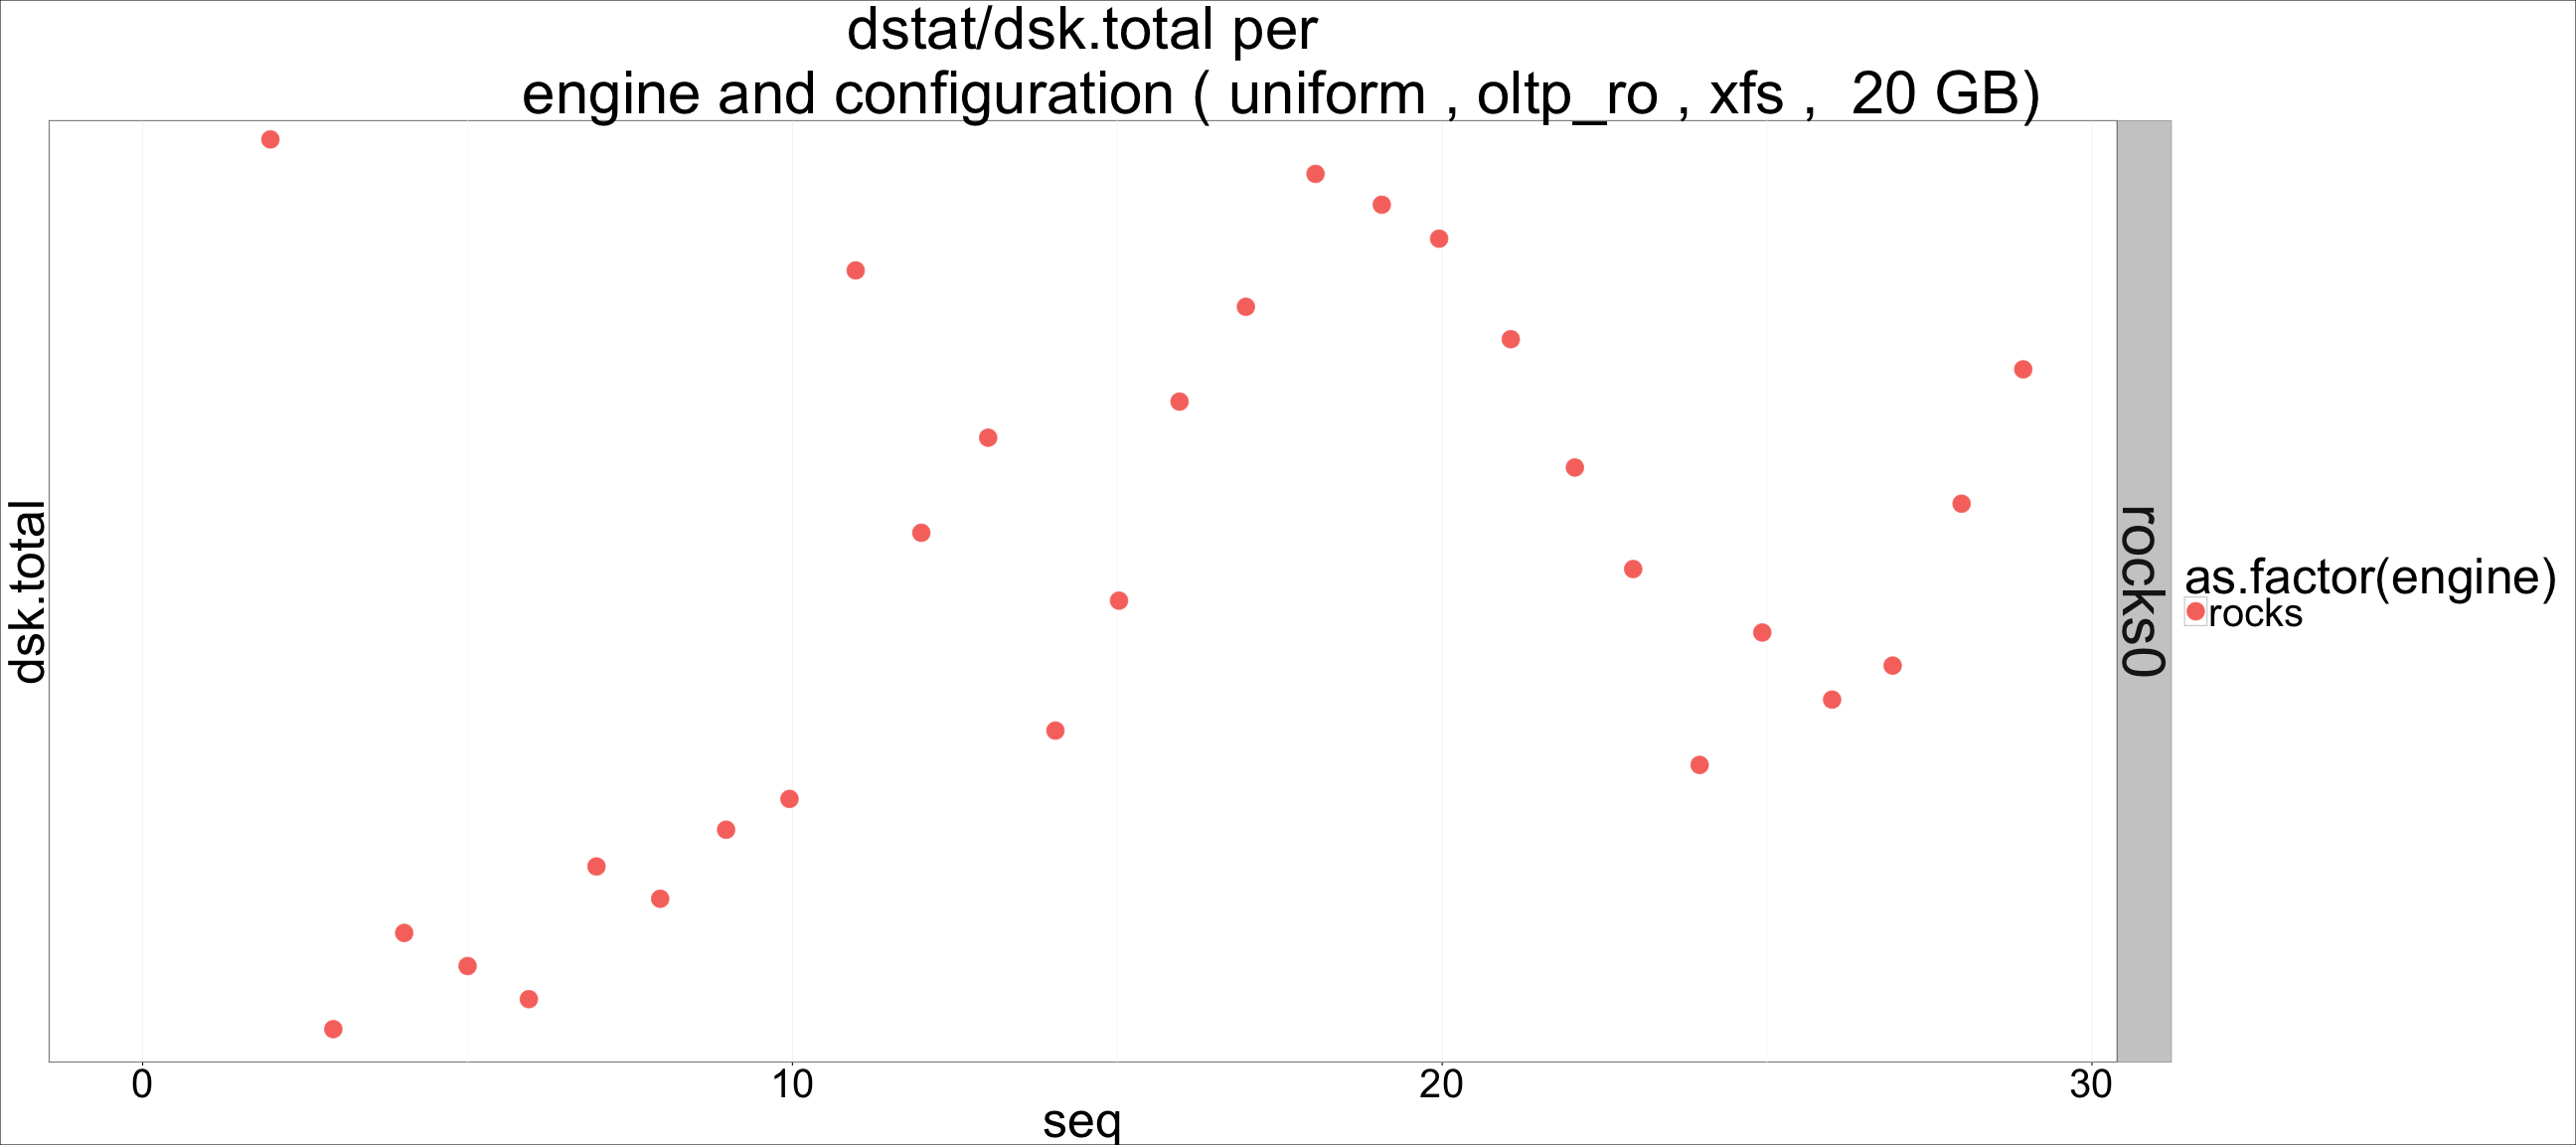 dstat/dsk.total per
engine and configuration ( uniform , oltp_ro , xfs ,  20 GB)
dsk.total
rocks0
as.factor(engine)
rocks
0 10 20 30
seq